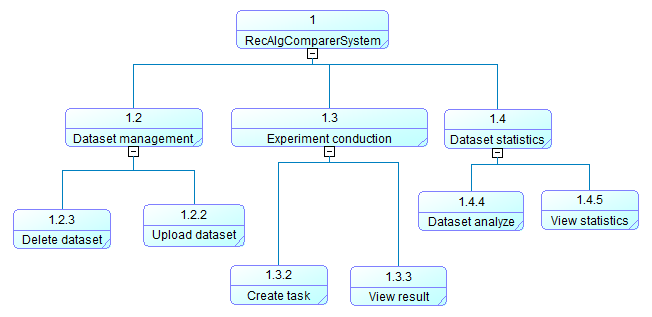 1
RecAlgComparerSystem
1.2
Dataset management
1.3
Experiment conduction
1.4
Dataset statistics
1.2.3
Delete dataset
1.2.2
Upload dataset
1.4.4
Dataset analyze
1.4.5
View statistics
1.3.2
Create task
1.3.3
View result